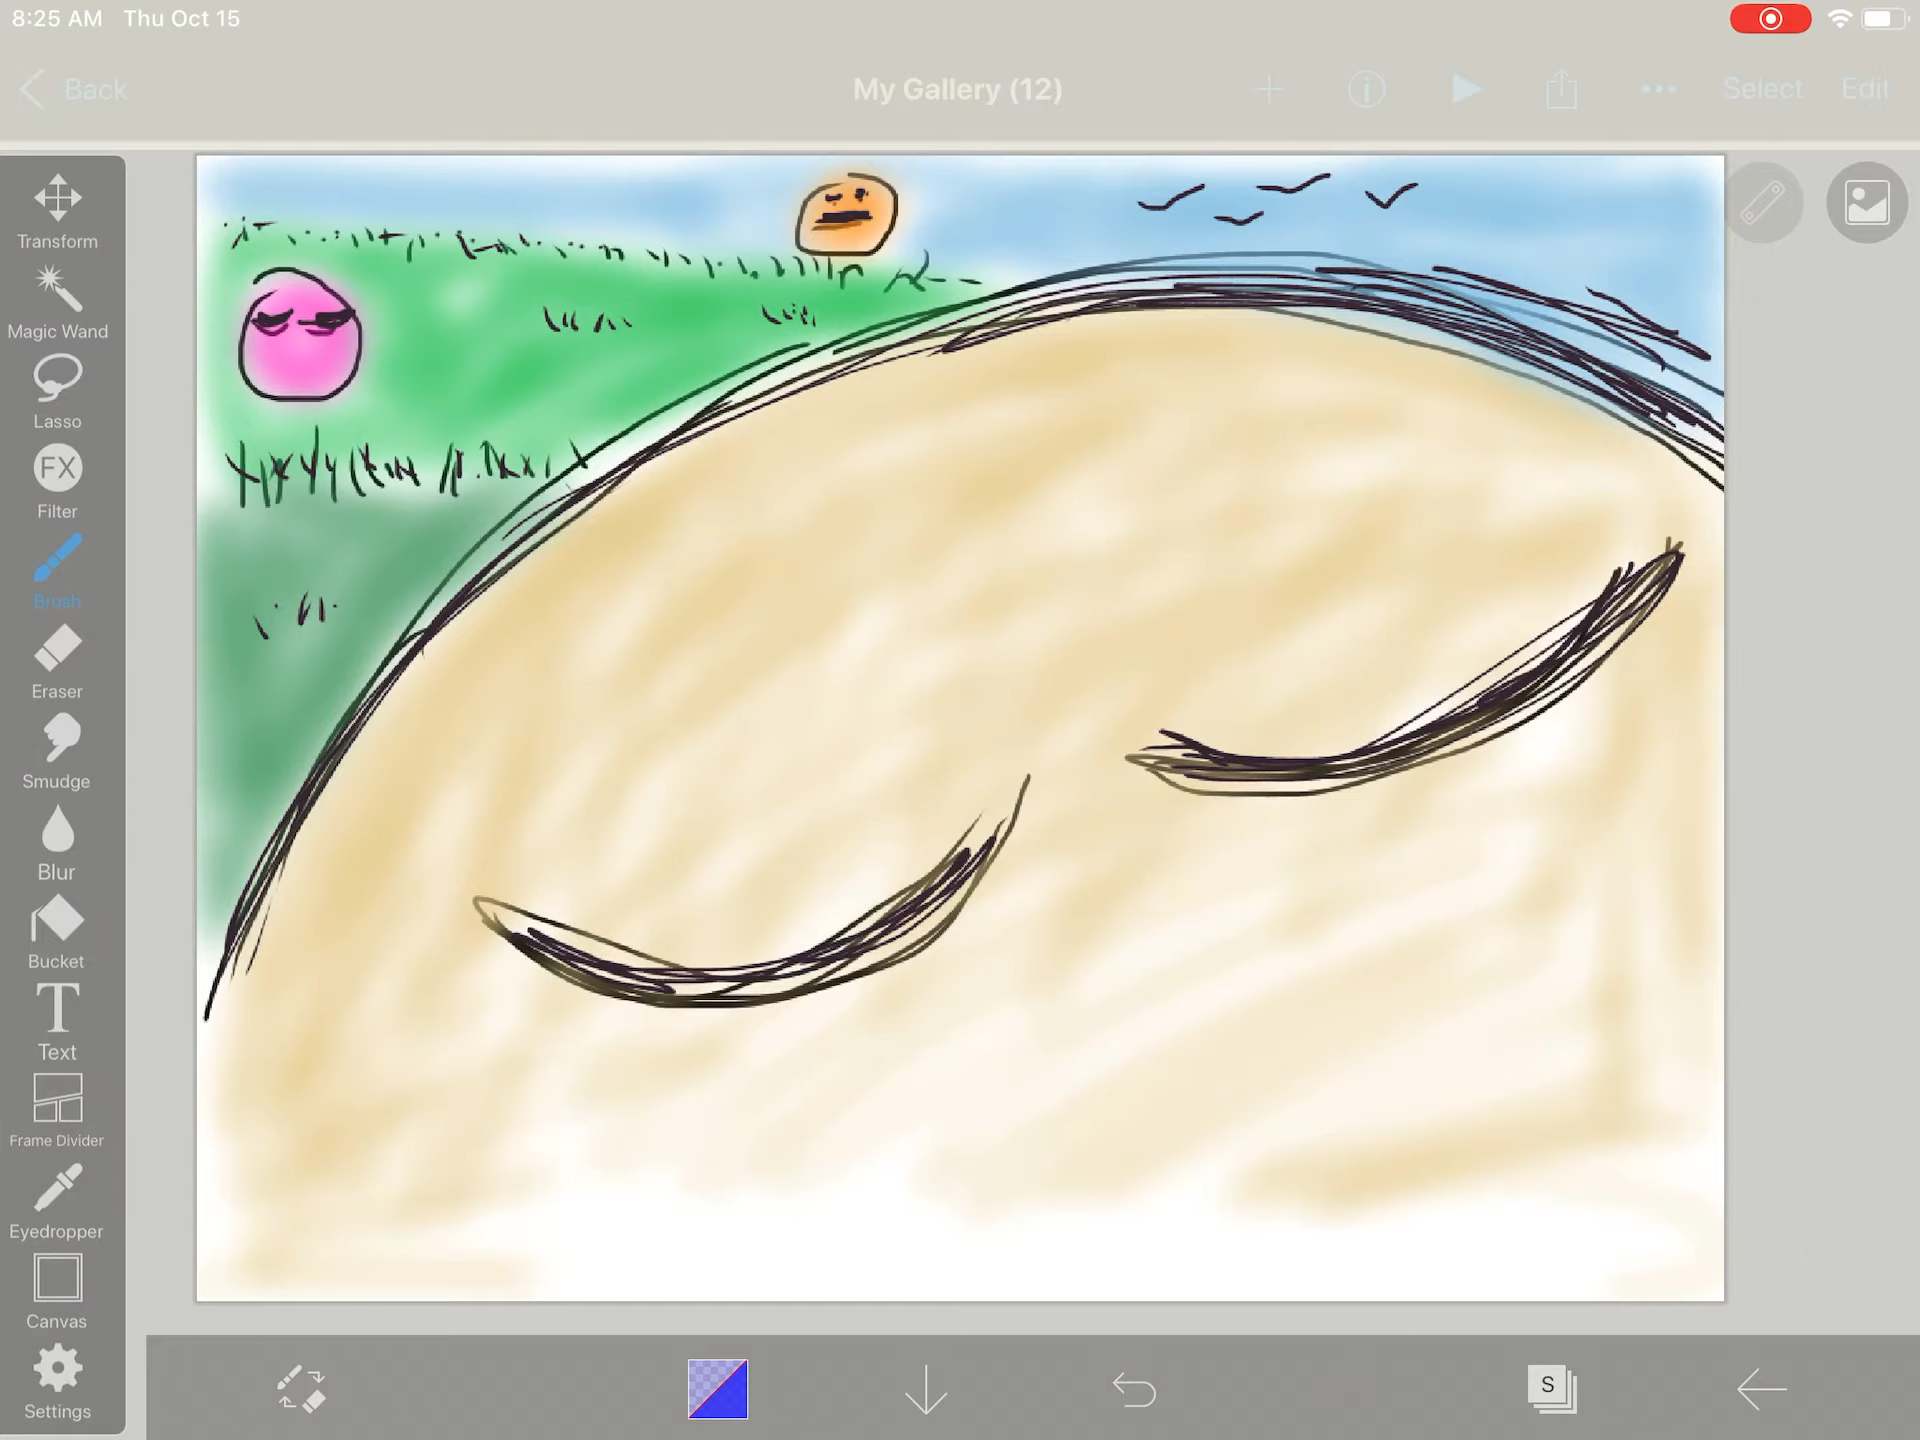 8:25 AM Thu Oct 15
Back
My Gallery (12)
Select
Edit
Transform
Magic Wand
Lasso
FX
Filter
Brush
Eraser
Smudge
Blur
Bucket
T
Text
Frame Divider
Eyedropper
Canvas
Settings
S